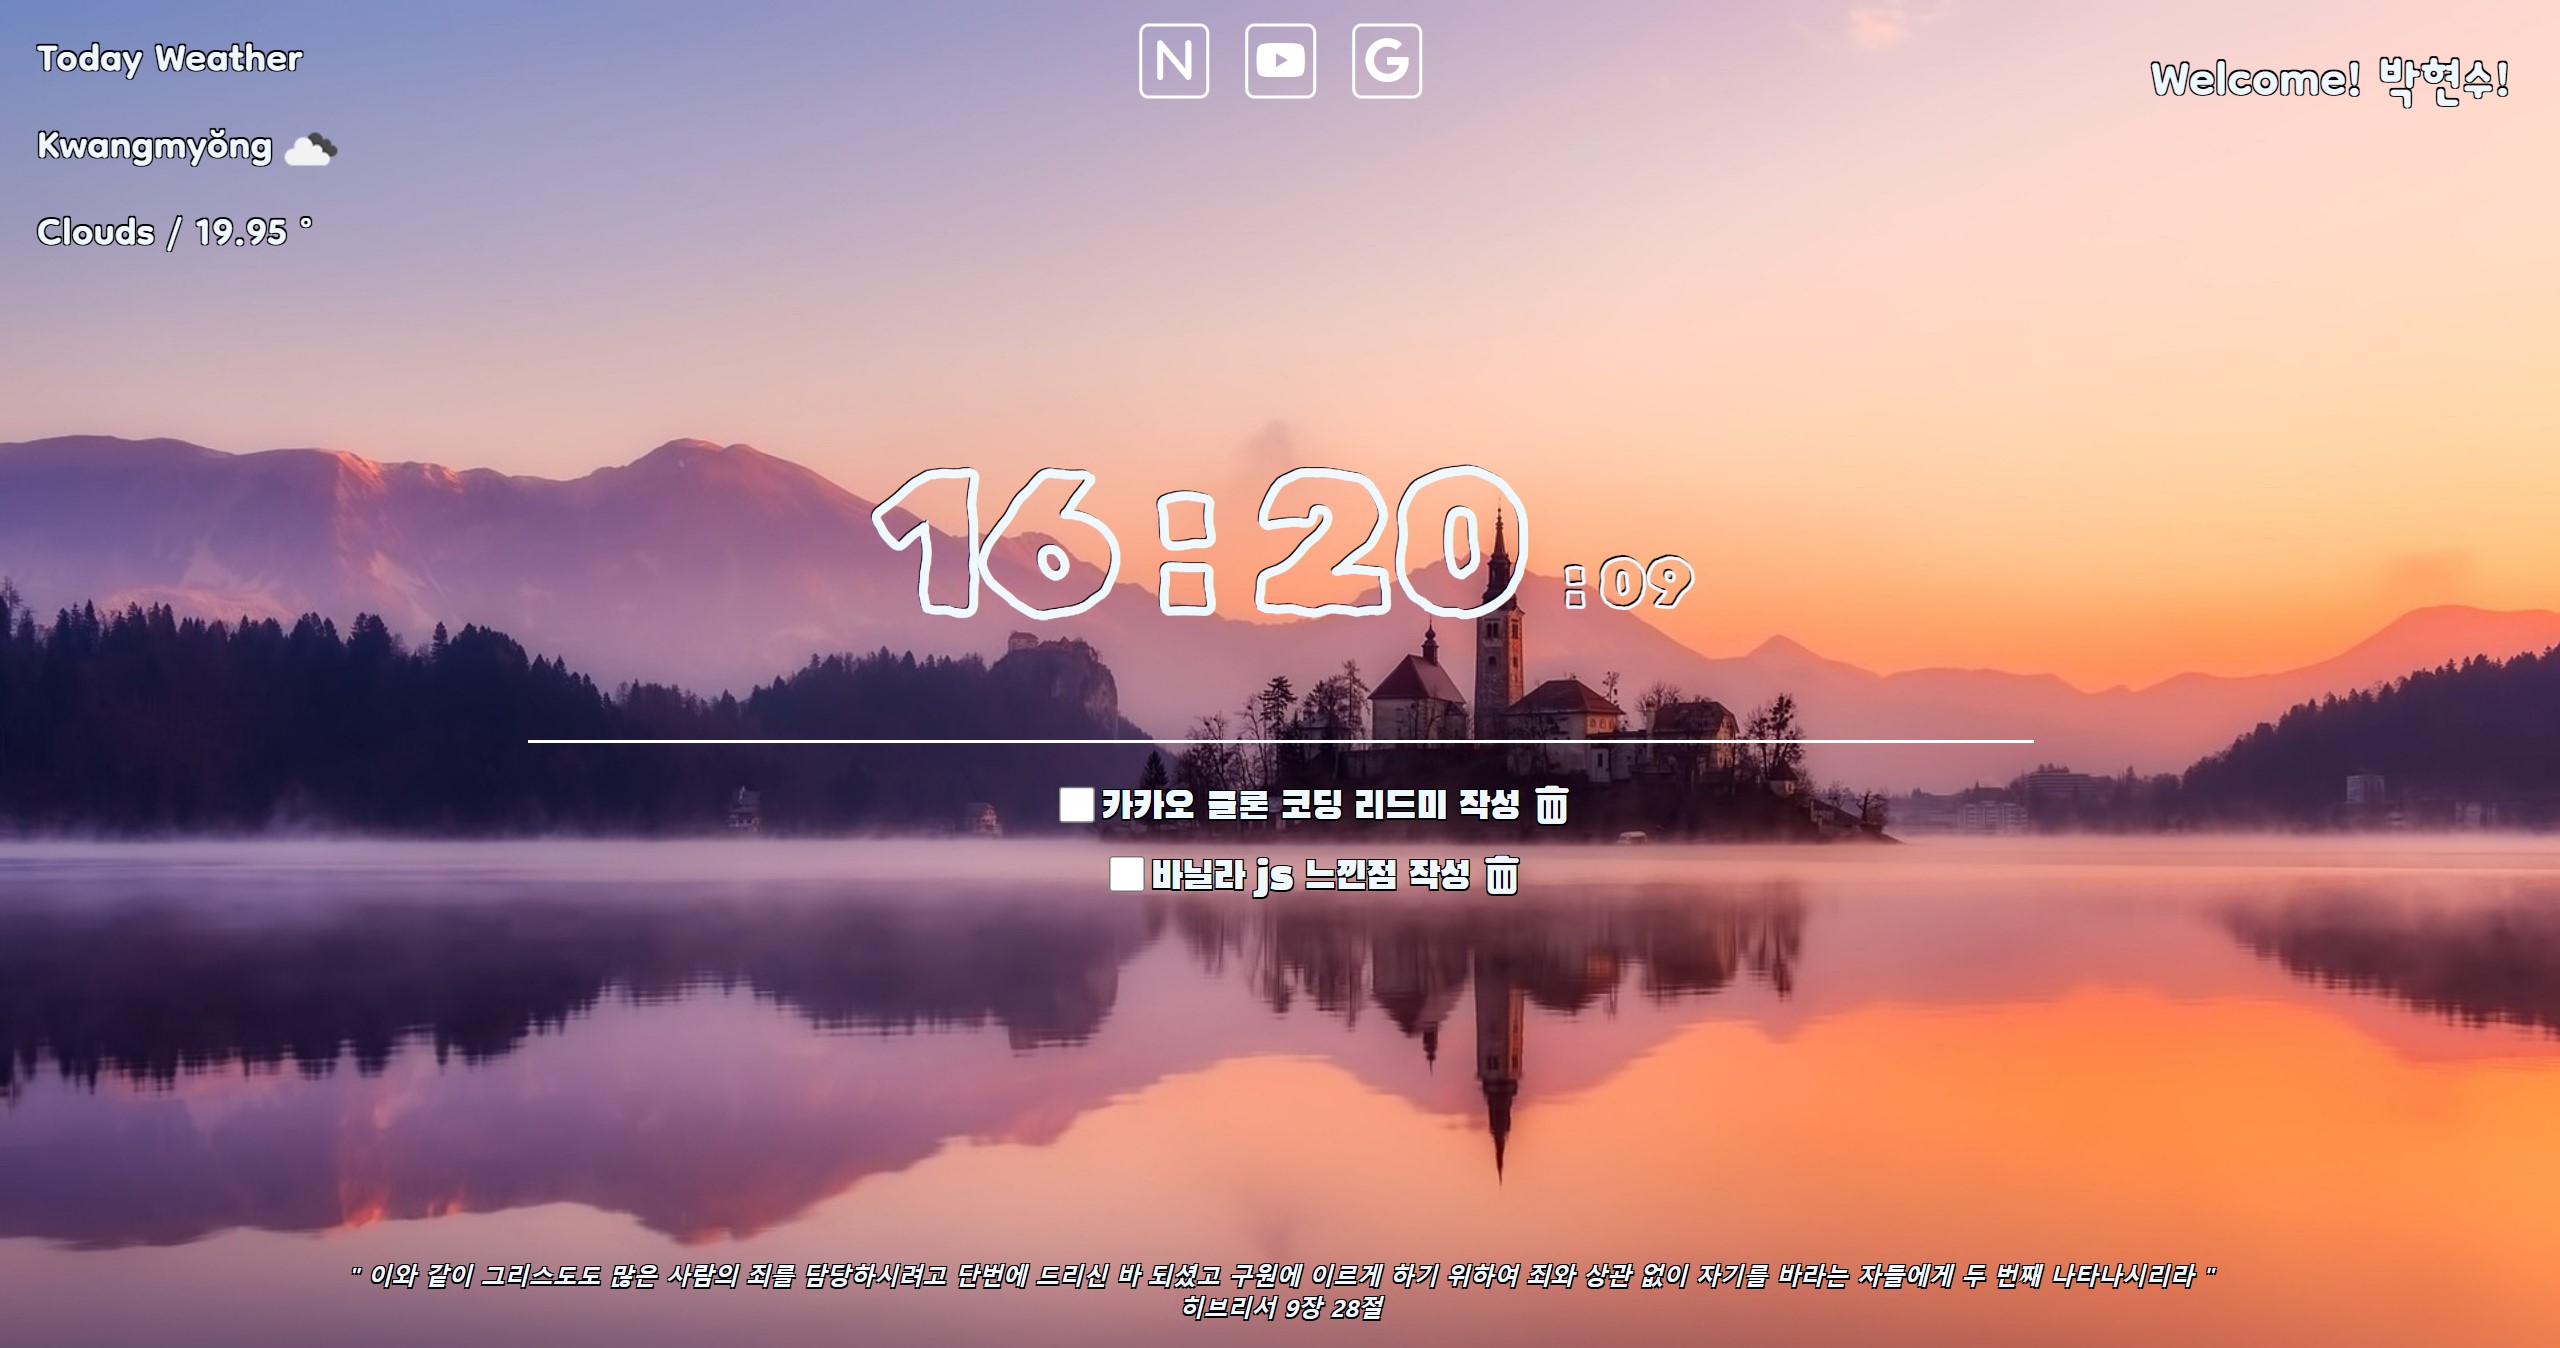 Today Weather
Kwangmyŏng
Clouds / 19.95 °
N
G
Welcome! 박현수!
16:20:09
카카오 클론 코딩 리드미 작성
바닐라 js 느낀점 작성
" 이와 같이 그리스도도 많은 사람의 죄를 담당하시려고 단번에 드리신 바 되셨고 구원에 이르게 하기 위하여 죄와 상관 없이 자기를 바라는 자들에게 두 번째 나타나시리라 "
히브리서 9장 28절